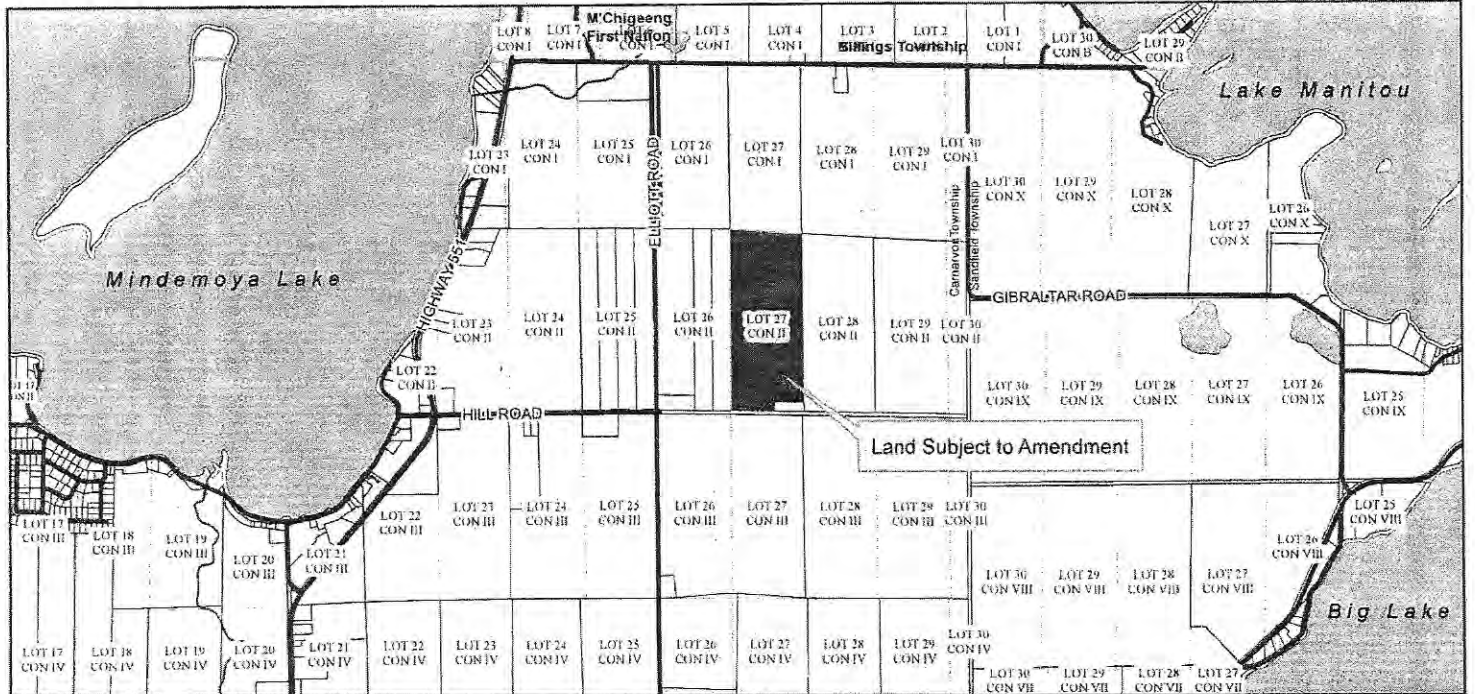 LOT 8
CON I
LOT 7
CON I
M'Chigeeng
First Nation
LOT 5
CON I
LOT 4
CON I
LOT 3
Billings Township
LOT 2
LOT 1
CON I
LOT 30
CON B
LOT 29
CON B
Lake Manitou
LOT 23
CON I
LOT 24
CON I
LOT 25
CON I
ELLIOTT ROAD
LOT 26
CON I
LOT 27
CON I
LOT 28
CON I
LOT 29
CON I
LOT 30
CON I
Carnarvon Township
Sandfield Township
LOT 30
CON X
LOT 29
CON X
LOT 28
CON X
LOT 27
CON X
LOT 26
CON X
Mindemoya Lake
HIGHWAY 551
GIBRALTAR ROAD
LOT 23
CON II
LOT 24
CON II
LOT 25
CON II
LOT 26
CON II
LOT 27
CON II
LOT 28
CON II
LOT 29
CON II
LOT 30
CON II
LOT 17
CON II
LOT 22
CON II
HILL ROAD
LOT 30
CON IX
LOT 29
CON IX
LOT 28
CON IX
LOT 27
CON IX
LOT 26
CON IX
LOT 25
CON IX
Land Subject to Amendment
LOT 17
CON III
LOT 18
CON III
LOT 19
CON III
LOT 20
CON III
LOT 21
CON III
LOT 22
CON III
LOT 23
CON III
LOT 24
CON III
LOT 25
CON III
LOT 26
CON III
LOT 27
CON III
LOT 28
CON III
LOT 29
CON III
LOT 30
CON III
LOT 25
CON VIII
LOT 26
CON VIII
LOT 30
CON VIII
LOT 29
CON VIII
LOT 28
CON VIII
LOT 27
CON VIII
Big Lake
LOT 17
CON IV
LOT 18
CON IV
LOT 19
CON IV
LOT 20
CON IV
LOT 21
CON IV
LOT 22
CON IV
LOT 23
CON IV
LOT 24
CON IV
LOT 25
CON IV
LOT 26
CON IV
LOT 27
CON IV
LOT 28
CON IV
LOT 29
CON IV
LOT 30
CON IV
LOT 30
CON VII
LOT 29
CON VII
LOT 28
CON VII
LOT 27
CON VII